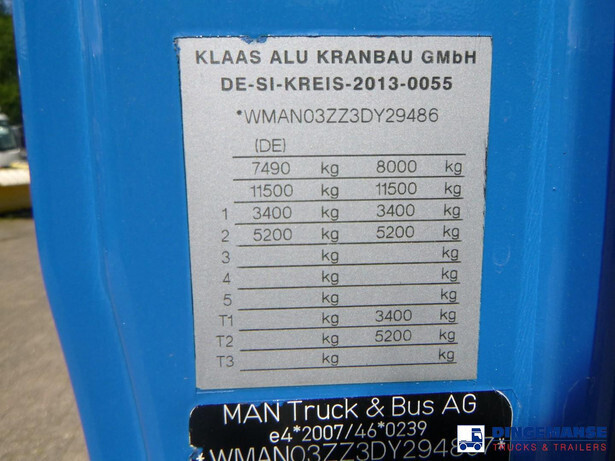 KLAAS ALU KRANBAU GMbH
DE-SI-KREIS-2013-0055
*WMAN03ZZ3DY29486
(DE)
7490 kg 8000 kg
11500 kg 11500 kg
1 3400 kg 3400 kg
2 5200 kg 5200 kg
3 kg kg
4 kg kg
5 kg kg
T1 kg 3400 kg
T2 kg 5200 kg
T3 kg kg
MAN Truck & Bus AG
e4*2007/46*0239
DINGEMANSE
TRUCKS & TRAILERS